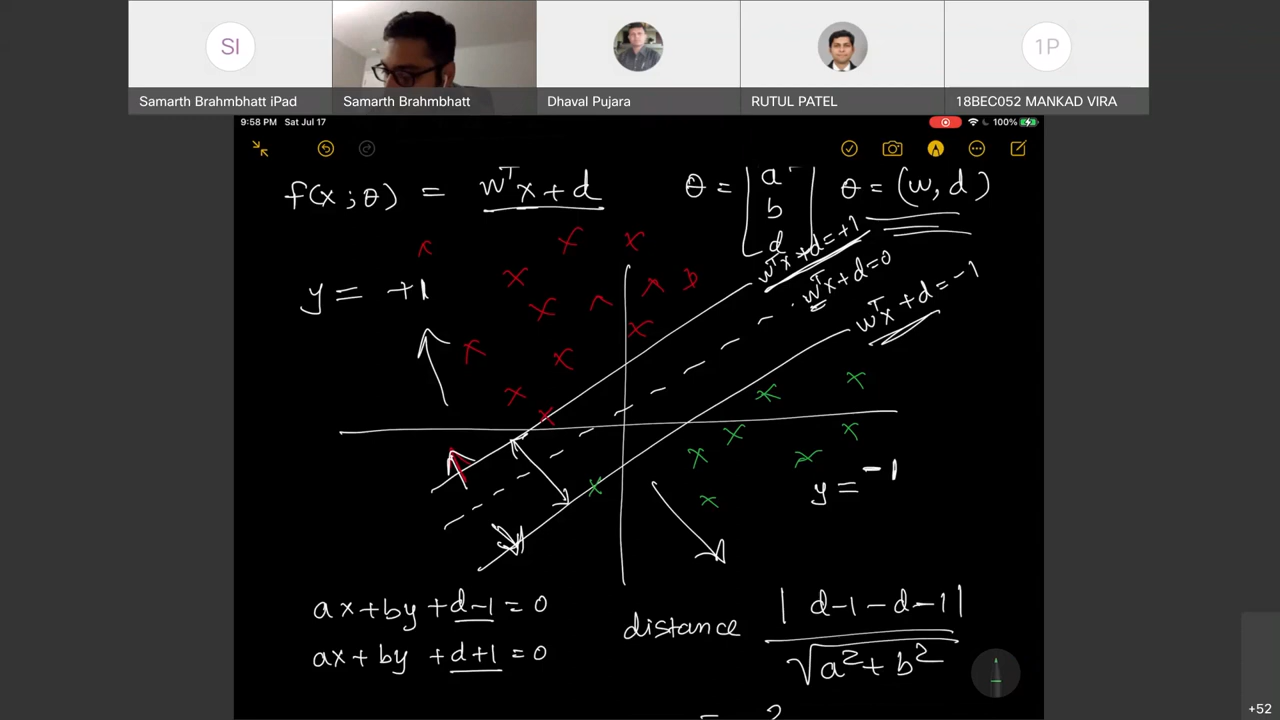 SI
1P
Samarth Brahmbhatt iPad
Samarth Brahmbhatt
Dhaval Pujara
RUTUL PATEL
18BEC052 MANKAD VIRA
9:58 PM Sat Jul 17
100%
f(x; θ) = wᵀx + d
θ = [a b d]
θ = (w, d)
wᵀx + d = +1
wᵀx + d = 0
wᵀx + d = -1
y = +1
y = -1
ax + by + d-1 = 0
ax + by + d+1 = 0
distance |d-1-d-1| / √a²+b²
= 2
+52